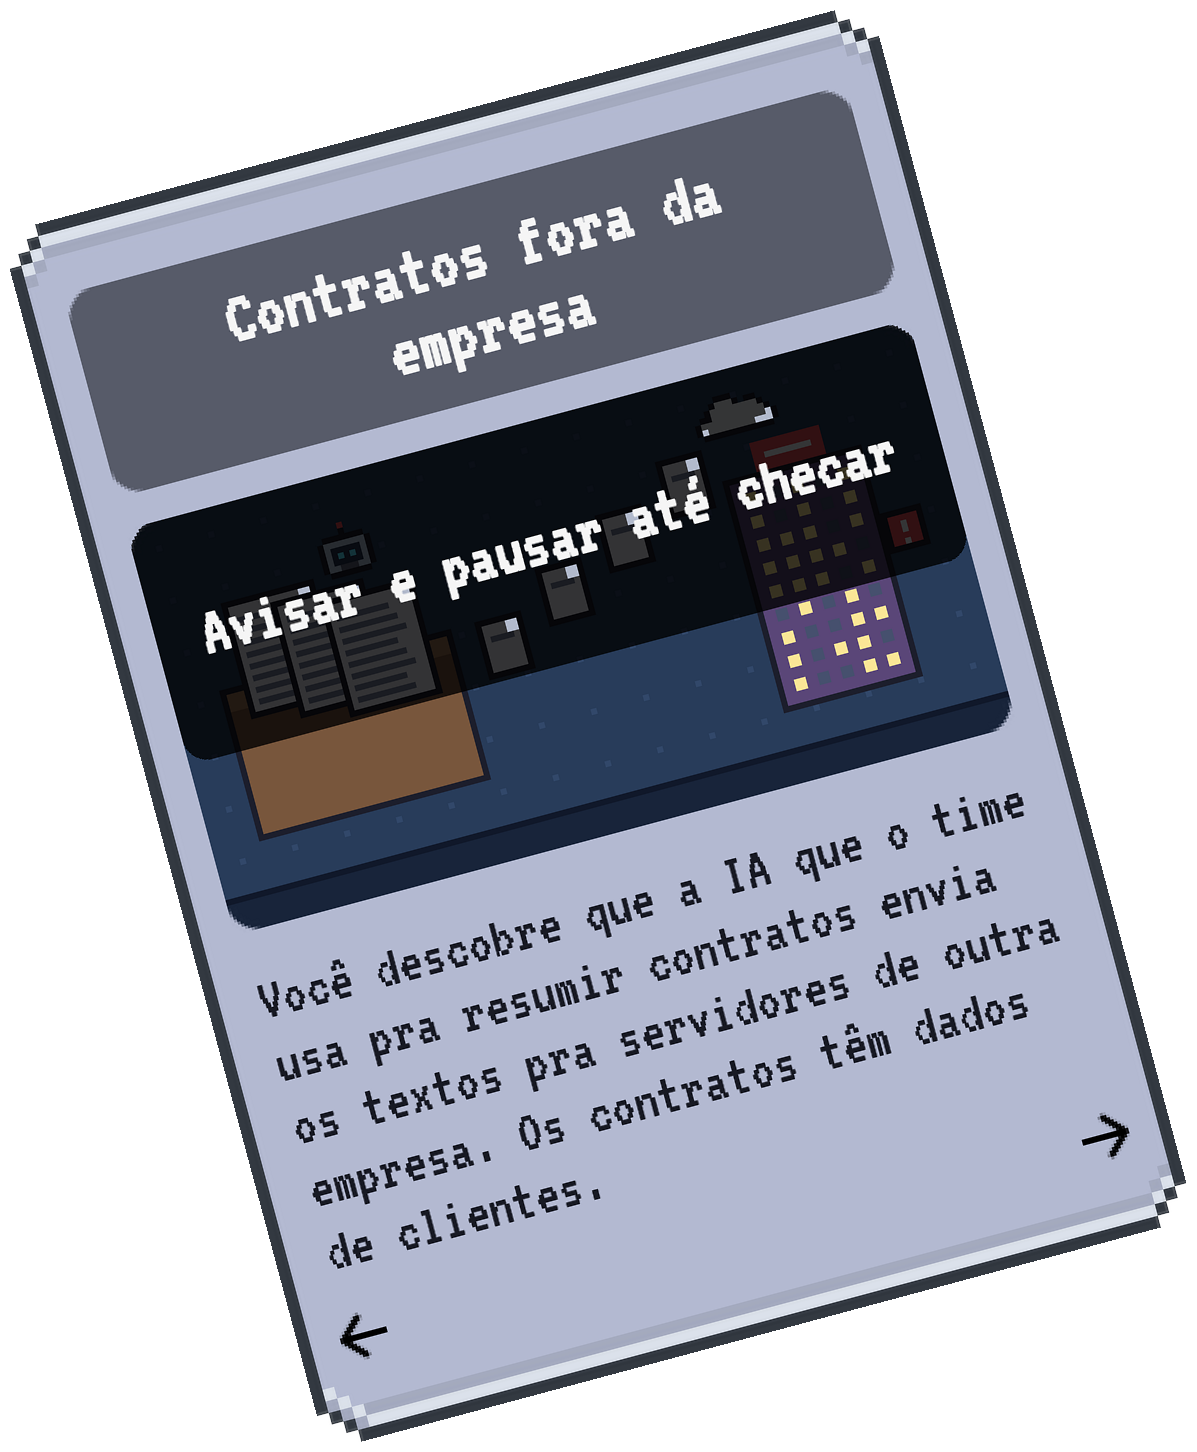 Contratos fora da
empresa
Avisar e pausar até checar
Você descobre que a IA que o time
usa pra resumir contratos envia
os textos pra servidores de outra
empresa. Os contratos têm dados
de clientes.